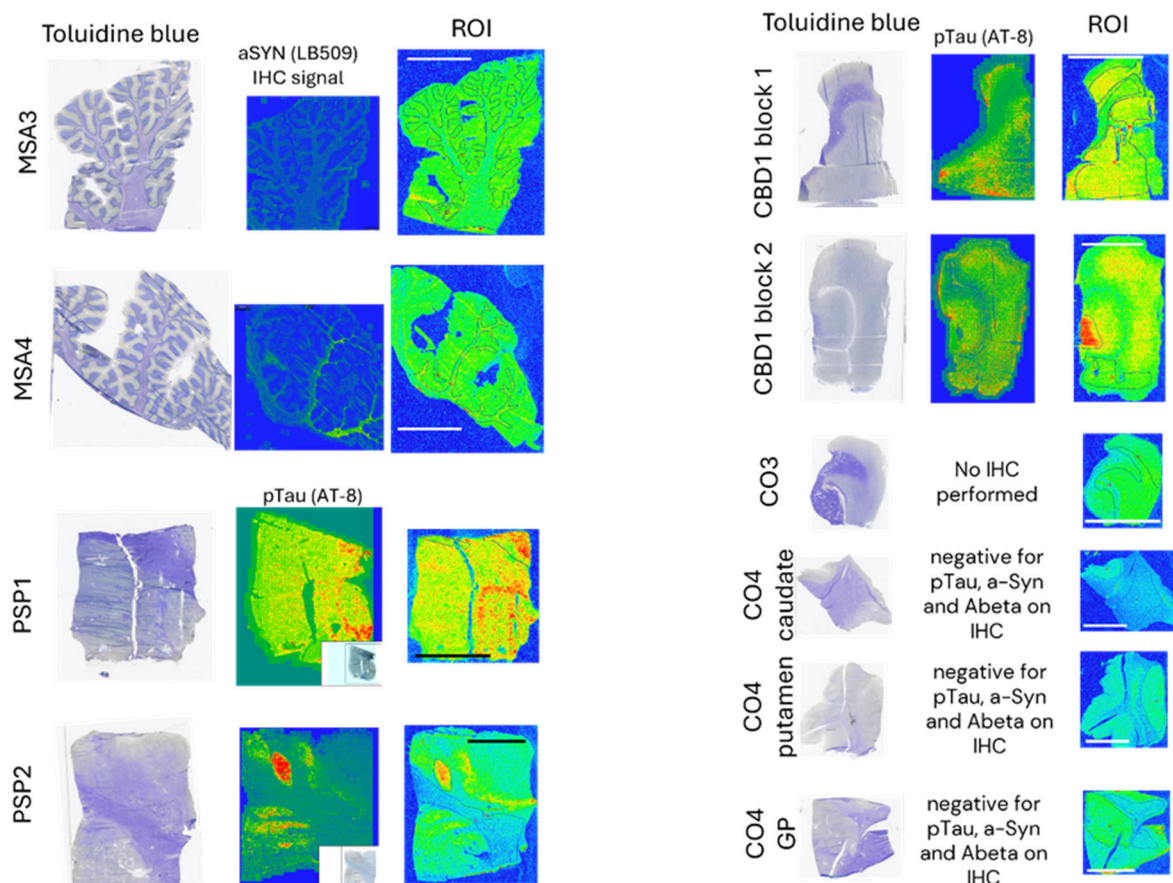 Toluidine blue
aSYN (LB509)
IHC signal
ROI
MSA3
MSA4
pTau (AT-8)
PSP1
PSP2
Toluidine blue
pTau (AT-8)
ROI
CBD1 block 1
CBD1 block 2
CO3
No IHC
performed
CO4
caudate
negative for
pTau, a-Syn
and Abeta on
IHC
CO4
putamen
negative for
pTau, a-Syn
and Abeta on
IHC
CO4
GP
negative for
pTau, a-Syn
and Abeta on
IHC